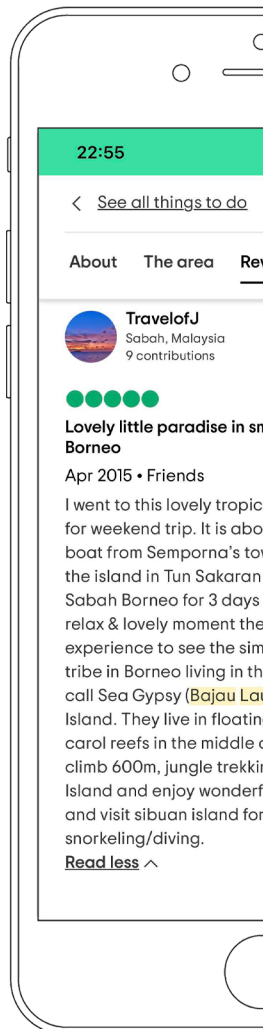 22:55
See all things to do
About The area Rev
TravelofJ
Sabah, Malaysia
9 contributions
Lovely little paradise in sm
Borneo
Apr 2015 • Friends
I went to this lovely tropic
for weekend trip. It is abo
boat from Semporna's tow
the island in Tun Sakaran
Sabah Borneo for 3 days
relax & lovely moment the
experience to see the sim
tribe in Borneo living in th
call Sea Gypsy (Bajau Lau
Island. They live in floatin
carol reefs in the middle o
climb 600m, jungle trekkin
Island and enjoy wonderf
and visit sibuan island for
snorkeling/diving.
Read less